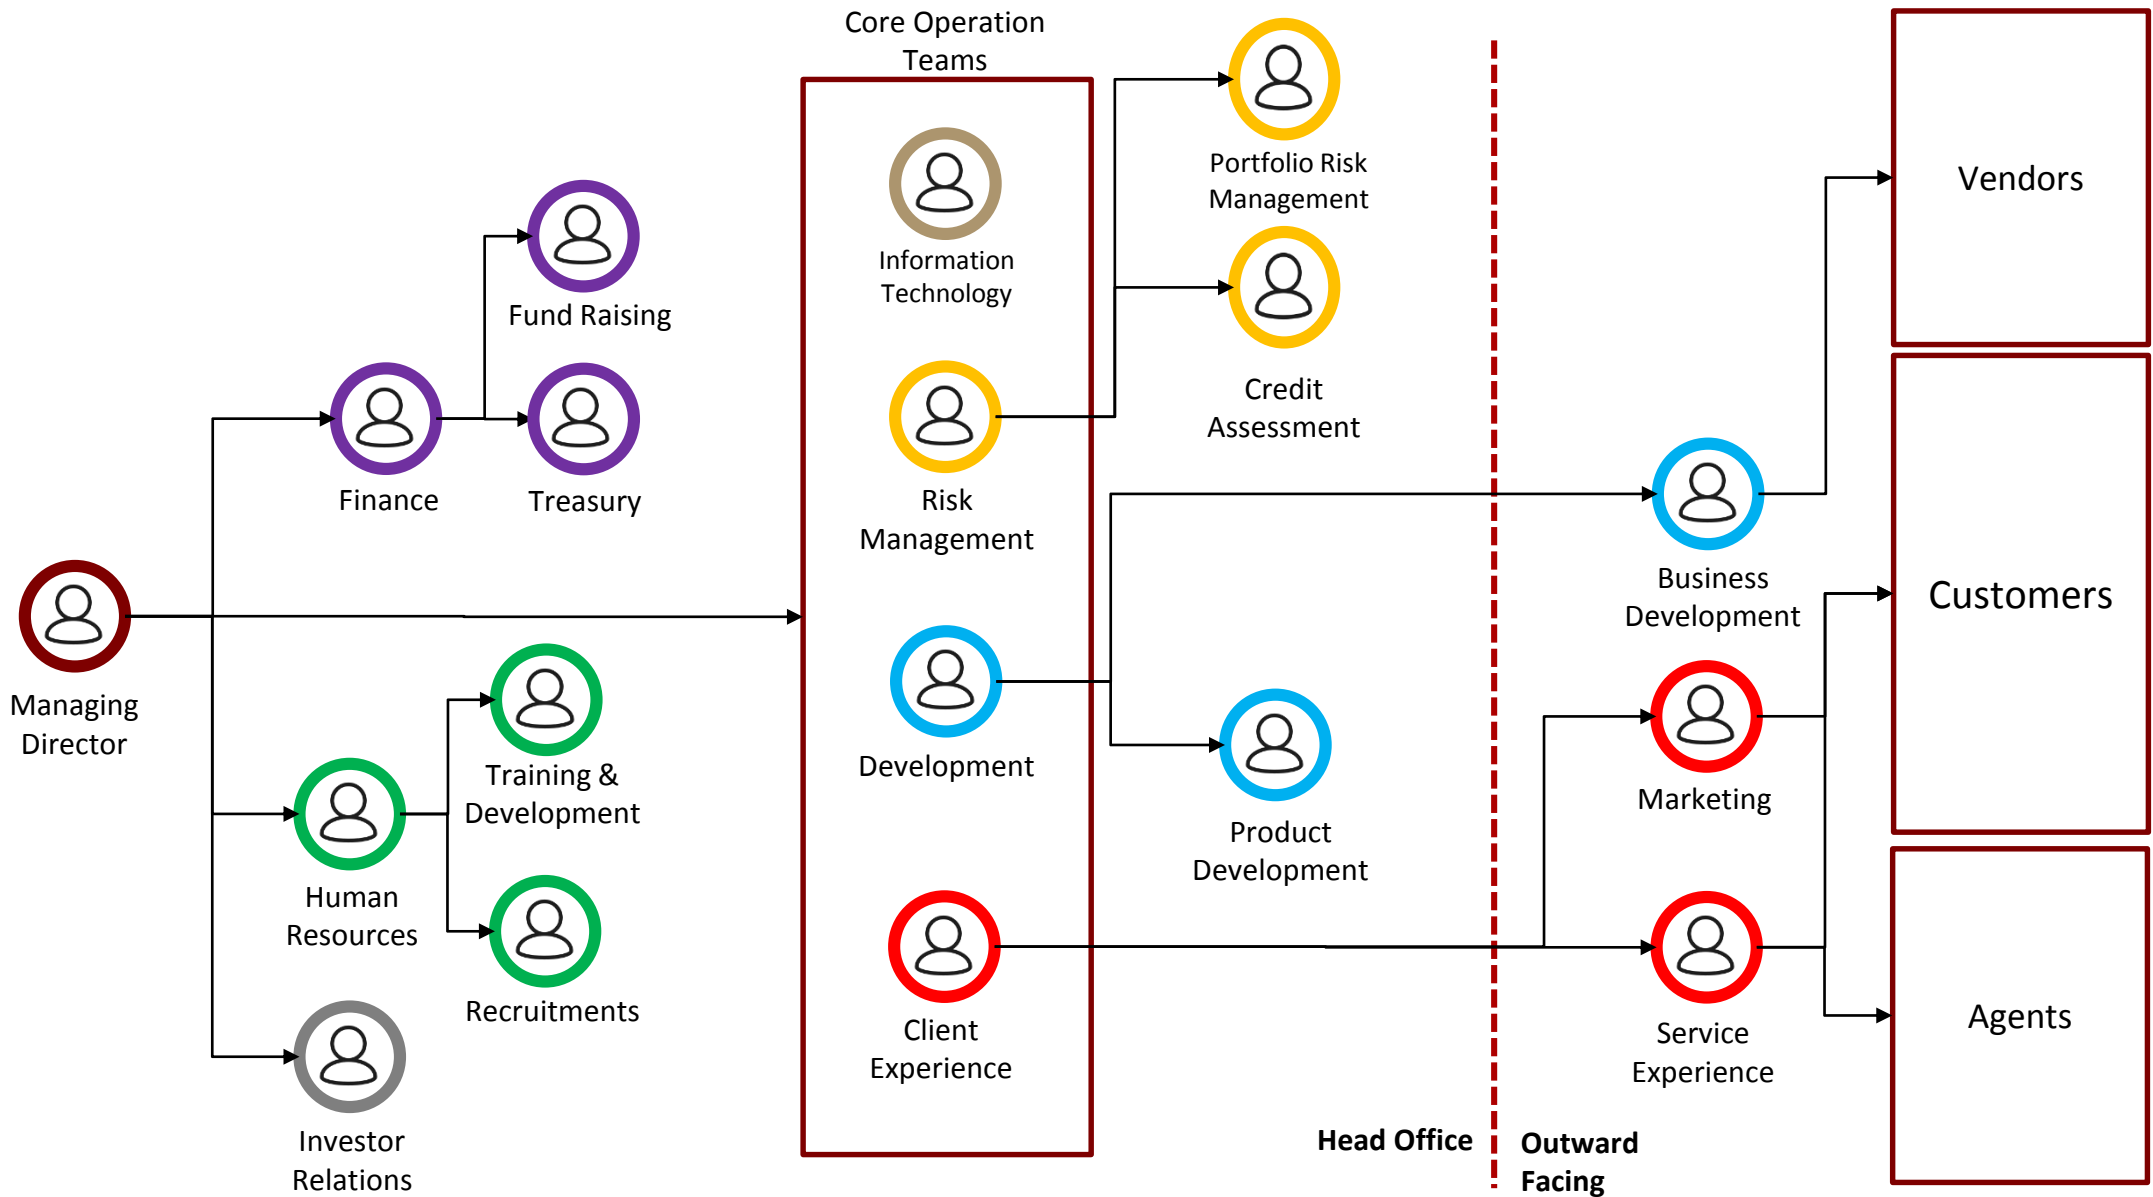 Core Operation
Teams
Information
Technology
Risk
Management
Development
Client
Experience
Managing
Director
Finance
Fund Raising
Treasury
Human
Resources
Training &
Development
Recruitments
Investor
Relations
Portfolio Risk
Management
Credit
Assessment
Product
Development
Head Office
Outward
Facing
Business
Development
Marketing
Service
Experience
Vendors
Customers
Agents